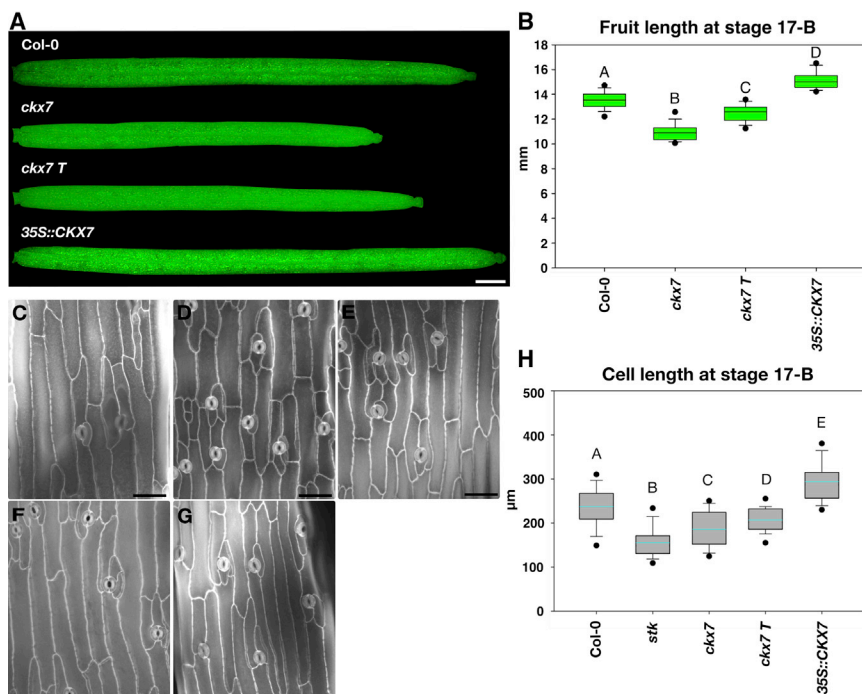 A
Col-0
ckx7
ckx7 T
35S::CKX7
B
Fruit length at stage 17-B
18
16
14
12
10
8
6
4
2
0
mm
A
B
C
D
Col-0
ckx7
ckx7 T
35S::CKX7
C
D
E
F
G
H
Cell length at stage 17-B
500
400
300
200
100
0
µm
A
B
C
D
E
Col-0
stk
ckx7
ckx7 T
35S::CKX7